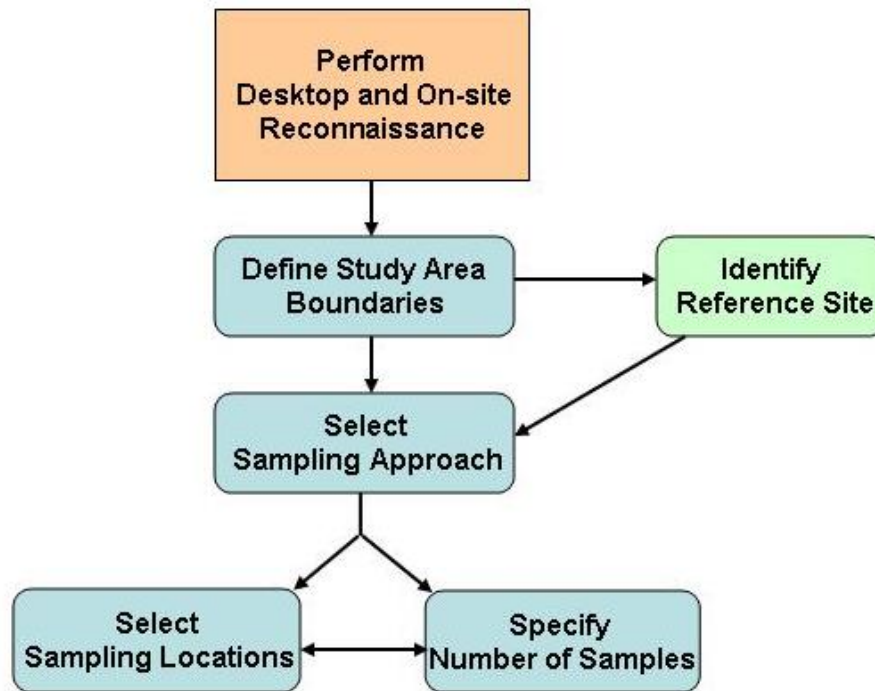 Perform
Desktop and On-site
Reconnaissance
Define Study Area
Boundaries
Identify
Reference Site
Select
Sampling Approach
Select
Sampling Locations
Specify
Number of Samples